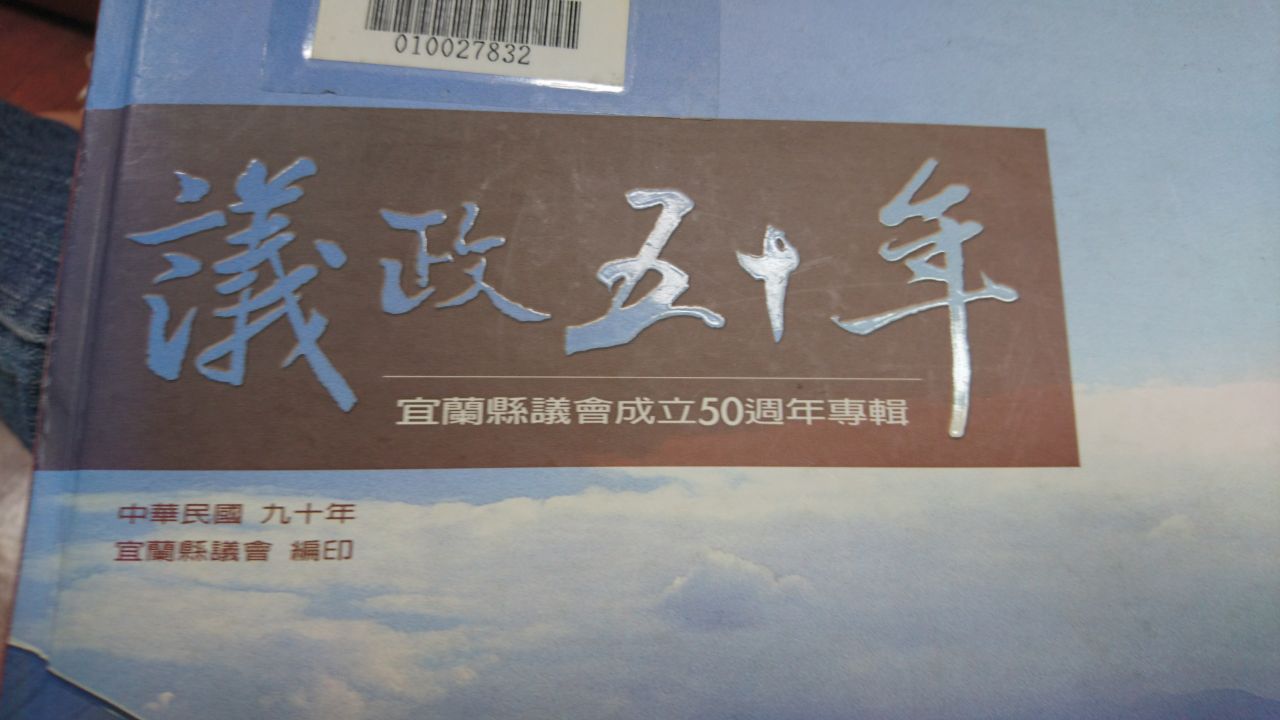 010027832
議政五十年
宜蘭縣議會成立50週年專輯
中華民國 九十年
宜蘭縣議會 編印